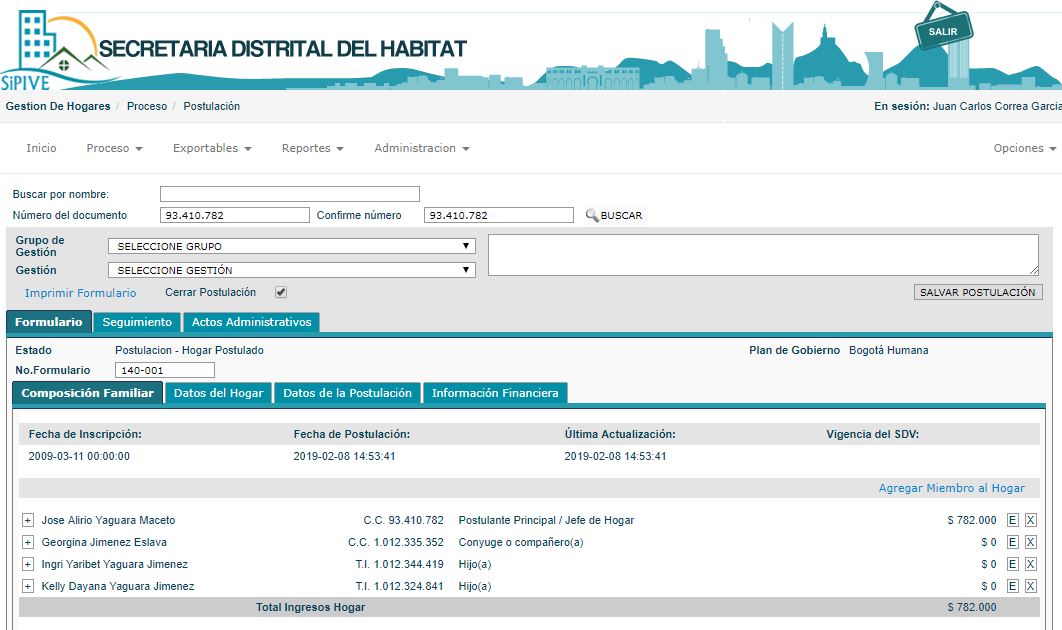 SECRETARIA DISTRITAL DEL HABITAT
SALIR
SiPIVE
Gestion De Hogares / Proceso / Postulación
En sesión: Juan Carlos Correa Garcia
Inicio Proceso Exportables Reportes Administracion Opciones
Buscar por nombre:
Número del documento 93.410.782 Confirme número 93.410.782 BUSCAR
Grupo de Gestión SELECCIONE GRUPO
Gestión SELECCIONE GESTIÓN
Imprimir Formulario Cerrar Postulación SALVAR POSTULACIÓN
Formulario Seguimiento Actos Administrativos
Estado Postulacion - Hogar Postulado Plan de Gobierno Bogotá Humana
No.Formulario 140-001
Composición Familiar Datos del Hogar Datos de la Postulación Información Financiera
Fecha de Inscripción: Fecha de Postulación: Última Actualización: Vigencia del SDV:
2009-03-11 00:00:00 2019-02-08 14:53:41 2019-02-08 14:53:41
Agregar Miembro al Hogar
+ Jose Alirio Yaguara Maceto C.C. 93.410.782 Postulante Principal / Jefe de Hogar $ 782.000 E X
+ Georgina Jimenez Eslava C.C. 1.012.335.352 Conyuge o compañero(a) $ 0 E X
+ Ingri Yaribet Yaguara Jimenez T.I. 1.012.344.419 Hijo(a) $ 0 E X
+ Kelly Dayana Yaguara Jimenez T.I. 1.012.324.841 Hijo(a) $ 0 E X
Total Ingresos Hogar $ 782.000